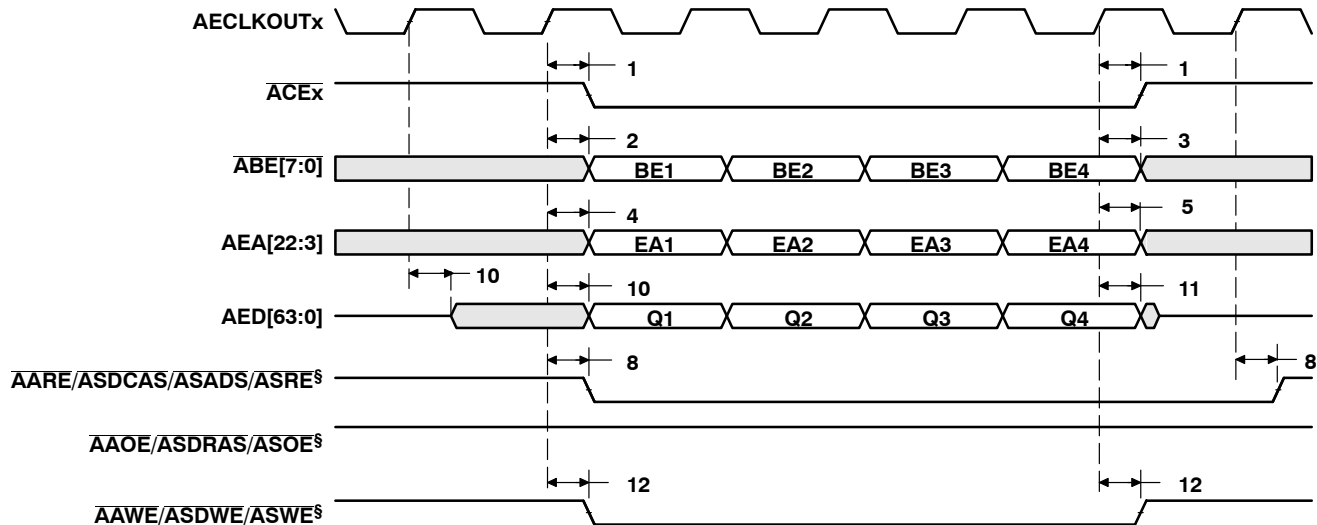 AECLKOUTx
1 1
ACEx
2 3
ABE[7:0] BE1 BE2 BE3 BE4
4 5
AEA[22:3] EA1 EA2 EA3 EA4
10
10 11
AED[63:0] Q1 Q2 Q3 Q4
8 8
AARE/ASDCAS/ASADS/ASRE§
AAOE/ASDRAS/ASOE§
12 12
AAWE/ASDWE/ASWE§